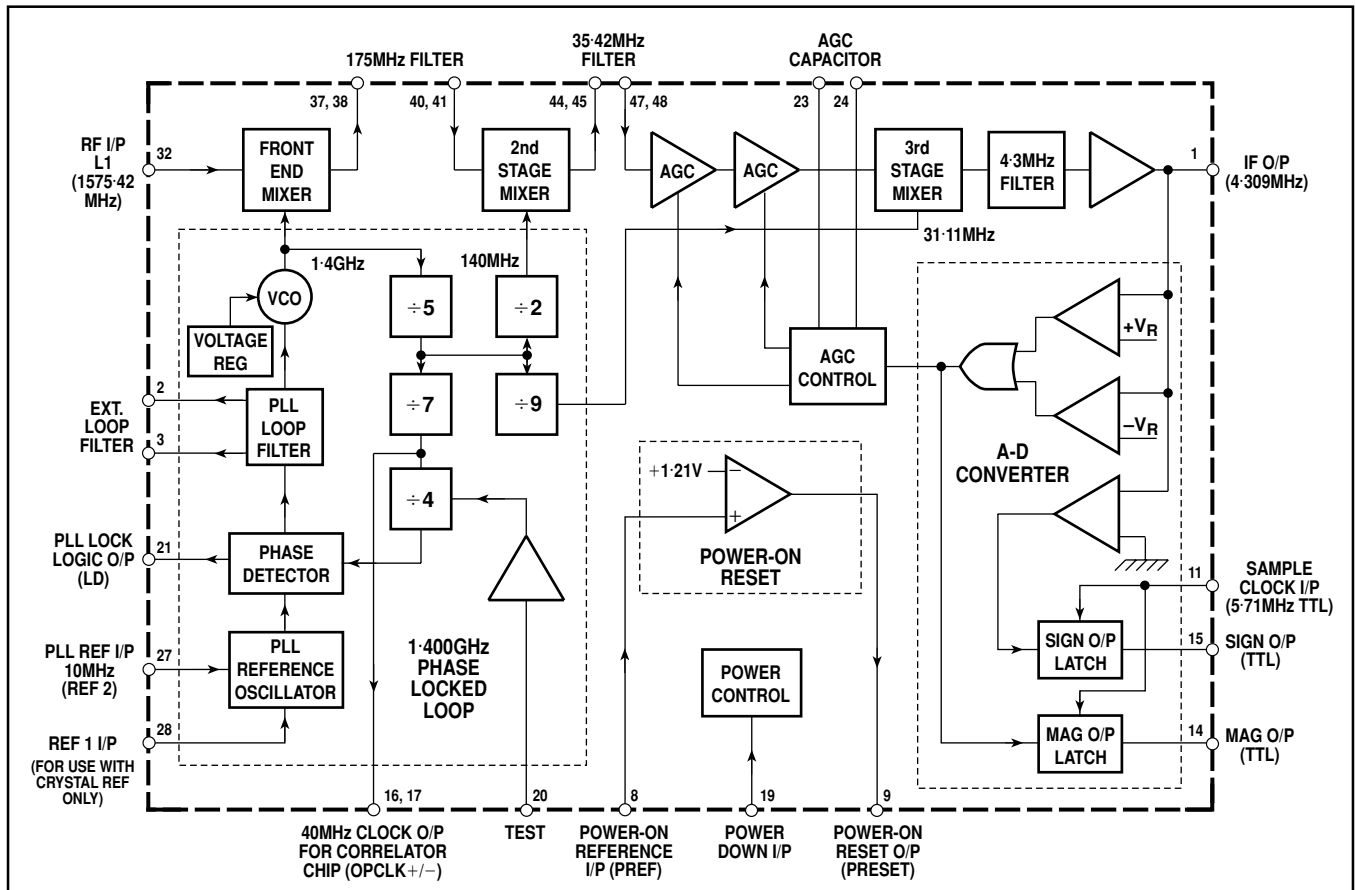 175MHz FILTER
35·42MHz
FILTER
AGC
CAPACITOR
37, 38
40, 41
44, 45
47, 48
23
24
RF I/P
L1
(1575·42
MHz)
32
FRONT
END
MIXER
2nd
STAGE
MIXER
AGC
AGC
3rd
STAGE
MIXER
4·3MHz
FILTER
1
IF O/P
(4·309MHz)
31·11MHz
1·4GHz
140MHz
VCO
÷5
÷2
VOLTAGE
REG
÷7
÷9
AGC
CONTROL
+VR
−VR
A-D
CONVERTER
2
EXT.
LOOP
FILTER
3
PLL
LOOP
FILTER
÷4
+1·21V
−
+
POWER-ON
RESET
PLL LOCK
LOGIC O/P
(LD)
21
PHASE
DETECTOR
11
SAMPLE
CLOCK I/P
(5·71MHz TTL)
PLL REF I/P
10MHz
(REF 2)
27
PLL
REFERENCE
OSCILLATOR
1·400GHz
PHASE
LOCKED
LOOP
POWER
CONTROL
SIGN O/P
LATCH
15
SIGN O/P
(TTL)
REF 1 I/P
(FOR USE WITH
CRYSTAL REF
ONLY)
28
MAG O/P
LATCH
14
MAG O/P
(TTL)
16, 17
20
8
19
9
40MHz CLOCK O/P
FOR CORRELATOR
CHIP (OPCLK+/−)
TEST
POWER-ON
REFERENCE
I/P (PREF)
POWER
DOWN I/P
POWER-ON
RESET O/P
(PRESET)